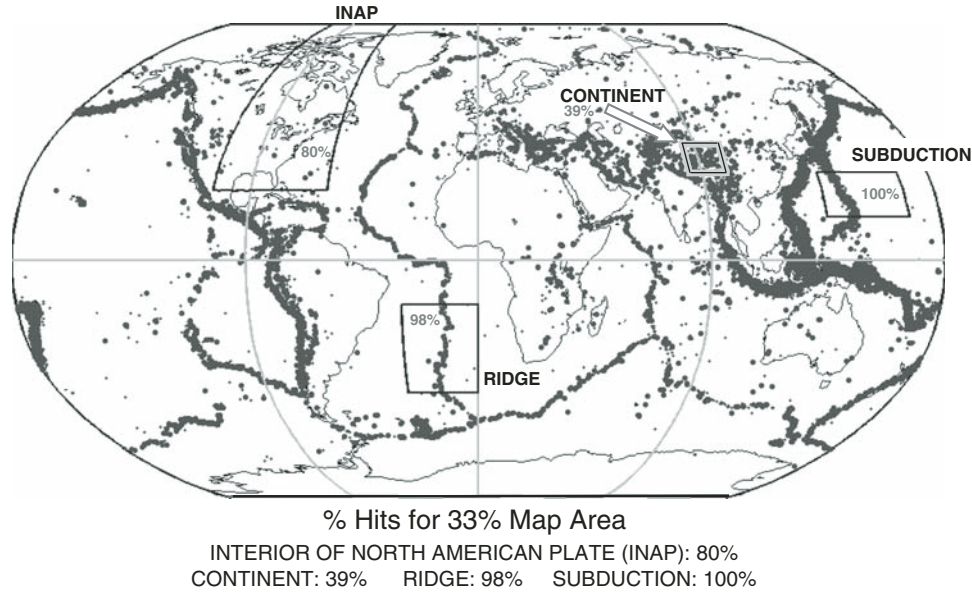 INAP
CONTINENT
39%
80%
SUBDUCTION
100%
98%
RIDGE
% Hits for 33% Map Area
INTERIOR OF NORTH AMERICAN PLATE (INAP): 80%
CONTINENT: 39% RIDGE: 98% SUBDUCTION: 100%